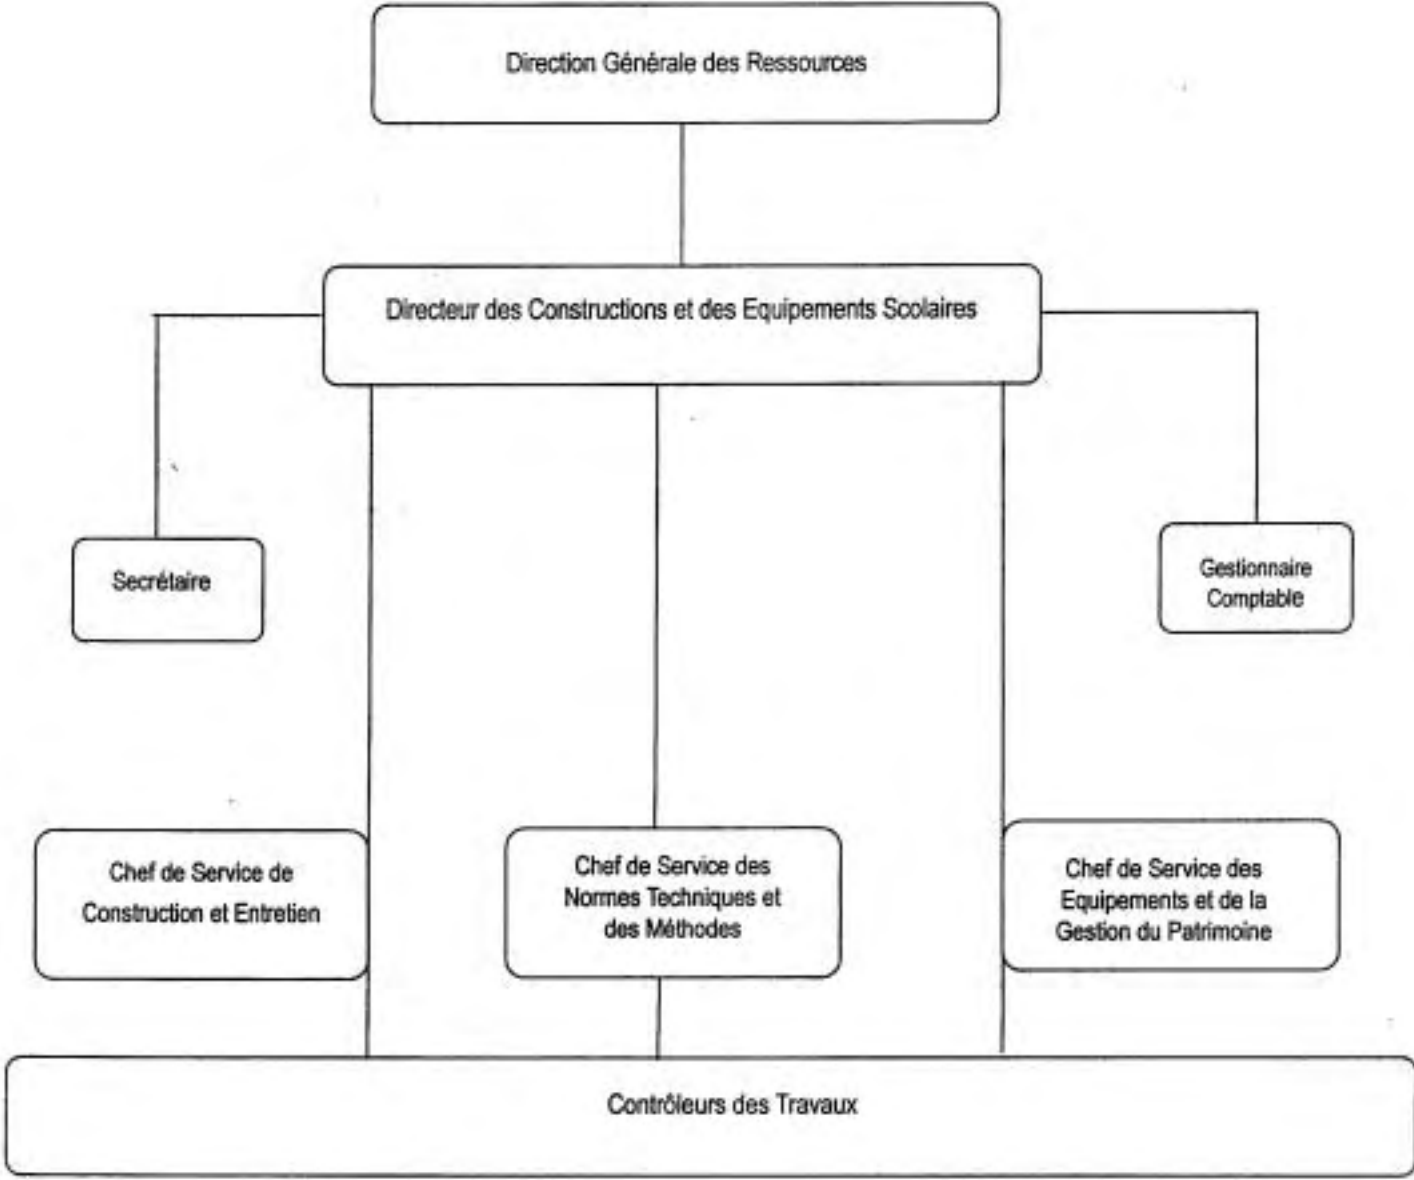 Direction Générale des Ressources
Directeur des Constructions et des Equipements Scolaires
Secrétaire
Gestionnaire
Comptable
Chef de Service de
Construction et Entretien
Chef de Service des
Normes Techniques et
des Méthodes
Chef de Service des
Equipements et de la
Gestion du Patrimoine
Contrôleurs des Travaux